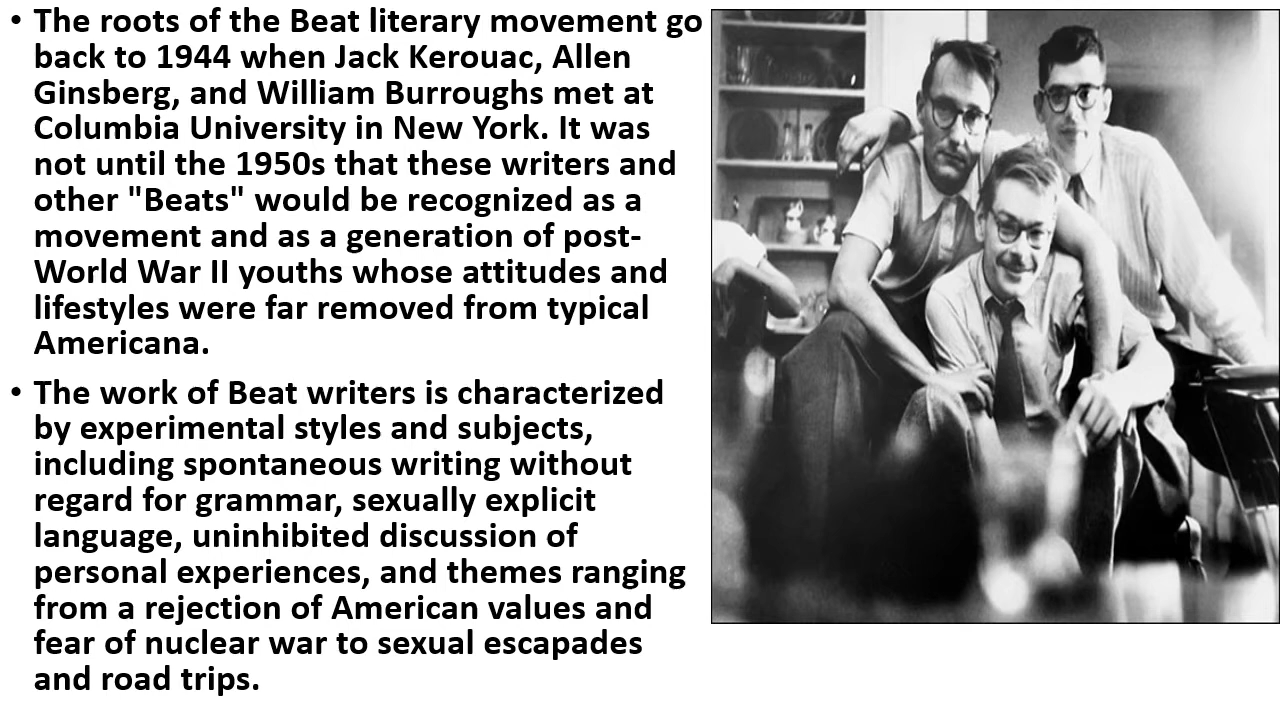 • The roots of the Beat literary movement go
back to 1944 when Jack Kerouac, Allen
Ginsberg, and William Burroughs met at
Columbia University in New York. It was
not until the 1950s that these writers and
other "Beats" would be recognized as a
movement and as a generation of post-
World War II youths whose attitudes and
lifestyles were far removed from typical
Americana.
• The work of Beat writers is characterized
by experimental styles and subjects,
including spontaneous writing without
regard for grammar, sexually explicit
language, uninhibited discussion of
personal experiences, and themes ranging
from a rejection of American values and
fear of nuclear war to sexual escapades
and road trips.